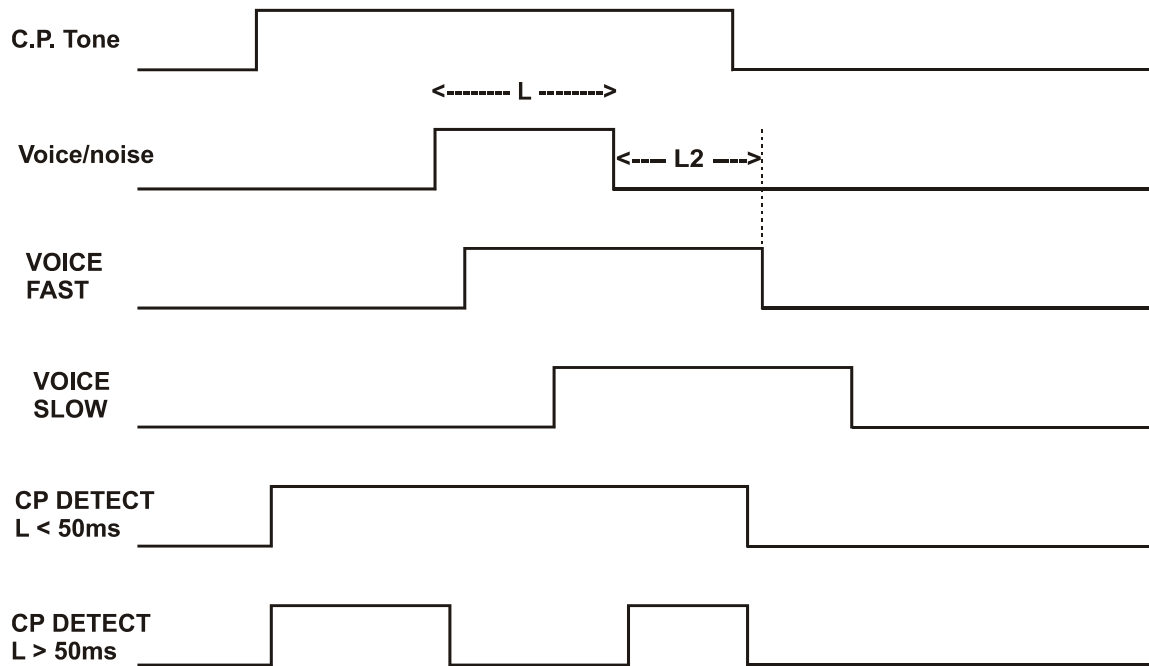 C.P. Tone
<-------- L -------->
Voice/noise
<---- L2 ---->
VOICE
FAST
VOICE
SLOW
CP DETECT
L < 50ms
CP DETECT
L > 50ms